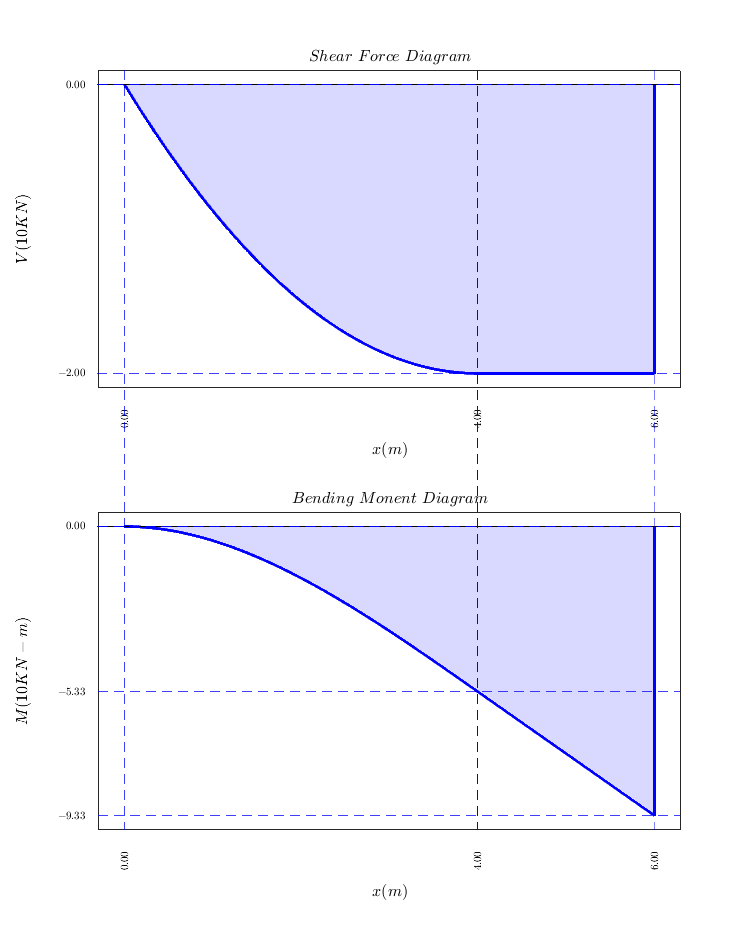 Shear Force Diagram
0.00
V(10KN)
−2.00
0.00 4.00 6.00
x(m)
Bending Monent Diagram
0.00
M(10KN − m)
−5.33
−9.33
0.00 4.00 6.00
x(m)